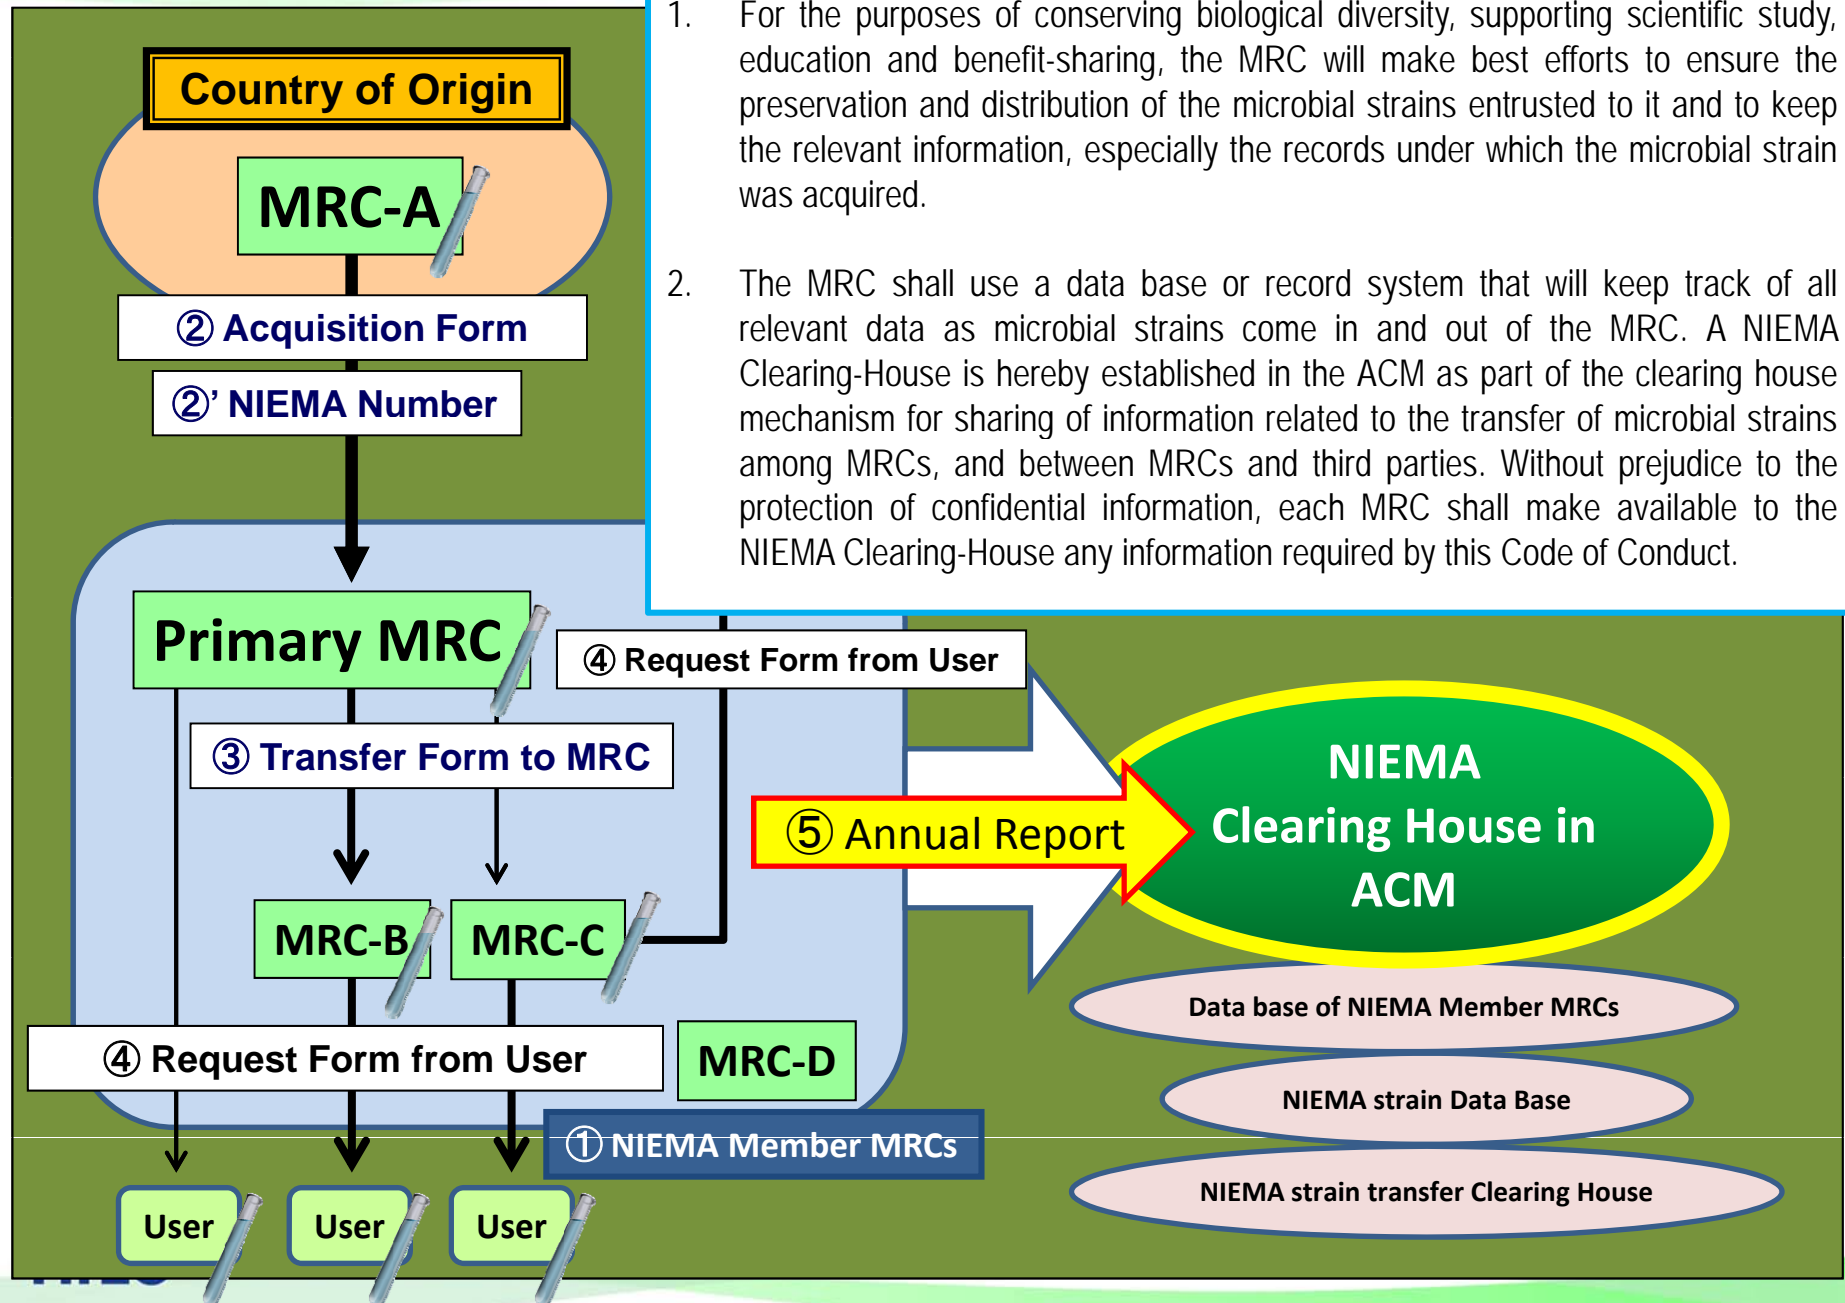 Country of Origin
MRC-A
② Acquisition Form
②’ NIEMA Number
1. For the purposes of conserving biological diversity, supporting scientific study,
education and benefit-sharing, the MRC will make best efforts to ensure the
preservation and distribution of the microbial strains entrusted to it and to keep
the relevant information, especially the records under which the microbial strain
was acquired.
2. The MRC shall use a data base or record system that will keep track of all
relevant data as microbial strains come in and out of the MRC. A NIEMA
Clearing-House is hereby established in the ACM as part of the clearing house
mechanism for sharing of information related to the transfer of microbial strains
among MRCs, and between MRCs and third parties. Without prejudice to the
protection of confidential information, each MRC shall make available to the
NIEMA Clearing-House any information required by this Code of Conduct.
Primary MRC
④ Request Form from User
③ Transfer Form to MRC
⑤ Annual Report
NIEMA
Clearing House in
ACM
MRC-B
MRC-C
④ Request Form from User
MRC-D
① NIEMA Member MRCs
Data base of NIEMA Member MRCs
NIEMA strain Data Base
NIEMA strain transfer Clearing House
User
User
User